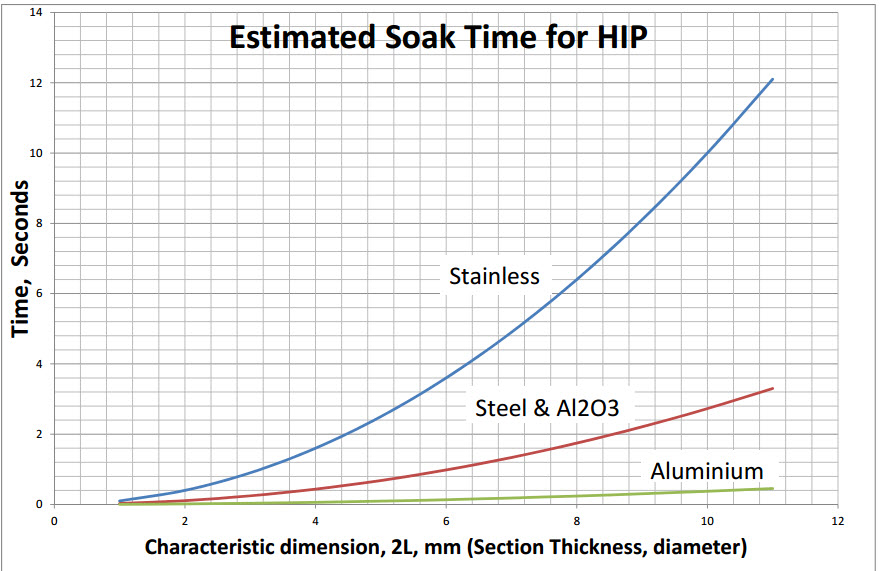 Estimated Soak Time for HIP
14
12
10
8
6
4
2
0
Time, Seconds
Stainless
Steel & Al2O3
Aluminium
0 2 4 6 8 10 12
Characteristic dimension, 2L, mm (Section Thickness, diameter)